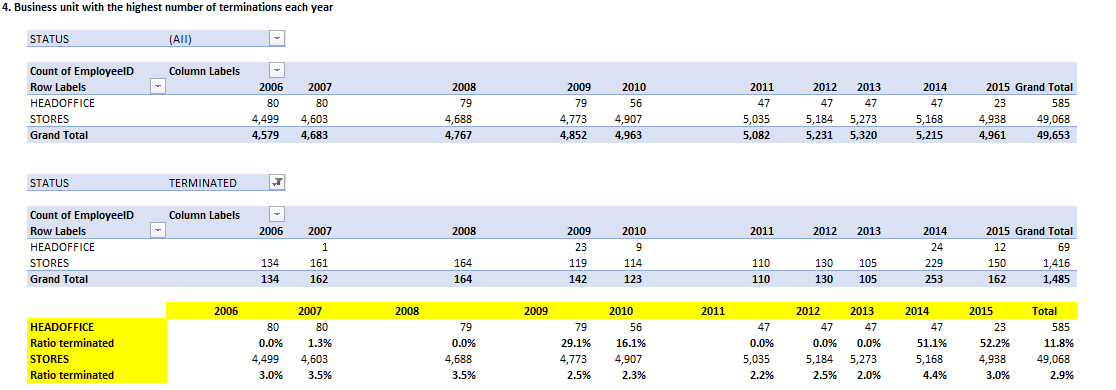 4. Business unit with the highest number of terminations each year
STATUS (All)
Count of EmployeeID Column Labels
Row Labels 2006 2007 2008 2009 2010 2011 2012 2013 2014 2015 Grand Total
HEADOFFICE 80 80 79 79 56 47 47 47 47 23 585
STORES 4,499 4,603 4,688 4,773 4,907 5,035 5,184 5,273 5,168 4,938 49,068
Grand Total 4,579 4,683 4,767 4,852 4,963 5,082 5,231 5,320 5,215 4,961 49,653
STATUS TERMINATED
Count of EmployeeID Column Labels
Row Labels 2006 2007 2008 2009 2010 2011 2012 2013 2014 2015 Grand Total
HEADOFFICE 1 23 9 24 12 69
STORES 134 161 164 119 114 110 130 105 229 150 1,416
Grand Total 134 162 164 142 123 110 130 105 253 162 1,485
2006 2007 2008 2009 2010 2011 2012 2013 2014 2015 Total
HEADOFFICE 80 80 79 79 56 47 47 47 47 23 585
Ratio terminated 0.0% 1.3% 0.0% 29.1% 16.1% 0.0% 0.0% 0.0% 51.1% 52.2% 11.8%
STORES 4,499 4,603 4,688 4,773 4,907 5,035 5,184 5,273 5,168 4,938 49,068
Ratio terminated 3.0% 3.5% 3.5% 2.5% 2.3% 2.2% 2.5% 2.0% 4.4% 3.0% 2.9%